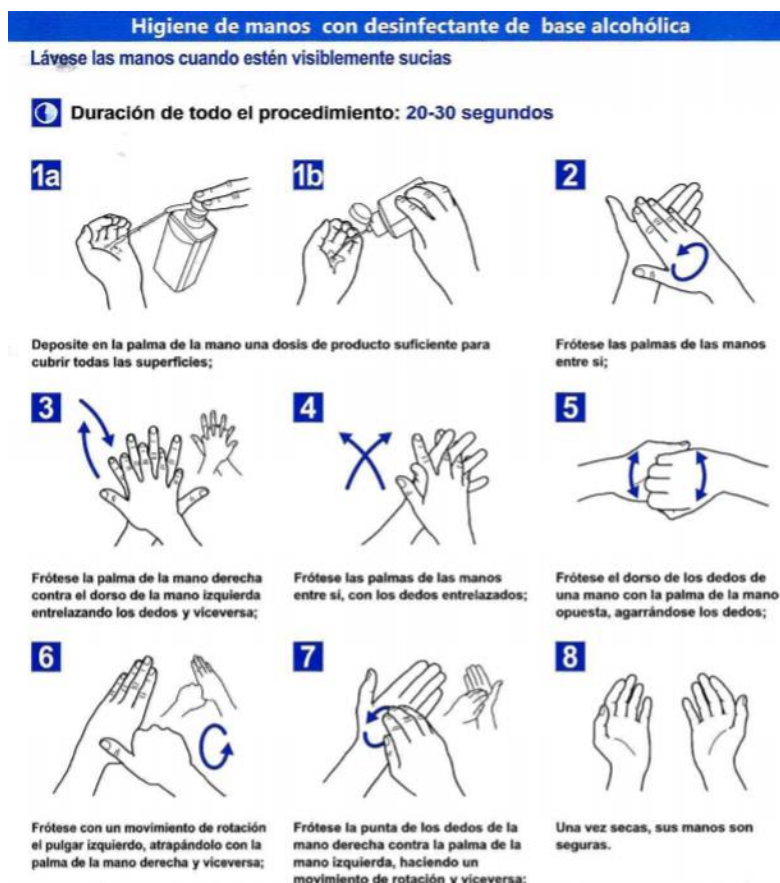 Higiene de manos con desinfectante de base alcohólica
Lávese las manos cuando estén visiblemente sucias
Duración de todo el procedimiento: 20-30 segundos
1a
1b
2
Deposite en la palma de la mano una dosis de producto suficiente para
cubrir todas las superficies;
Frótese las palmas de las manos
entre sí;
3
4
5
Frótese la palma de la mano derecha
contra el dorso de la mano izquierda
entrelazando los dedos y viceversa;
Frótese las palmas de las manos
entre sí, con los dedos entrelazados;
Frótese el dorso de los dedos de
una mano con la palma de la mano
opuesta, agarrándose los dedos;
6
7
8
Frótese con un movimiento de rotación
el pulgar izquierdo, atrapándolo con la
palma de la mano derecha y viceversa;
Frótese la punta de los dedos de la
mano derecha contra la palma de la
mano izquierda, haciendo un
movimiento de rotación y viceversa;
Una vez secas, sus manos son
seguras.